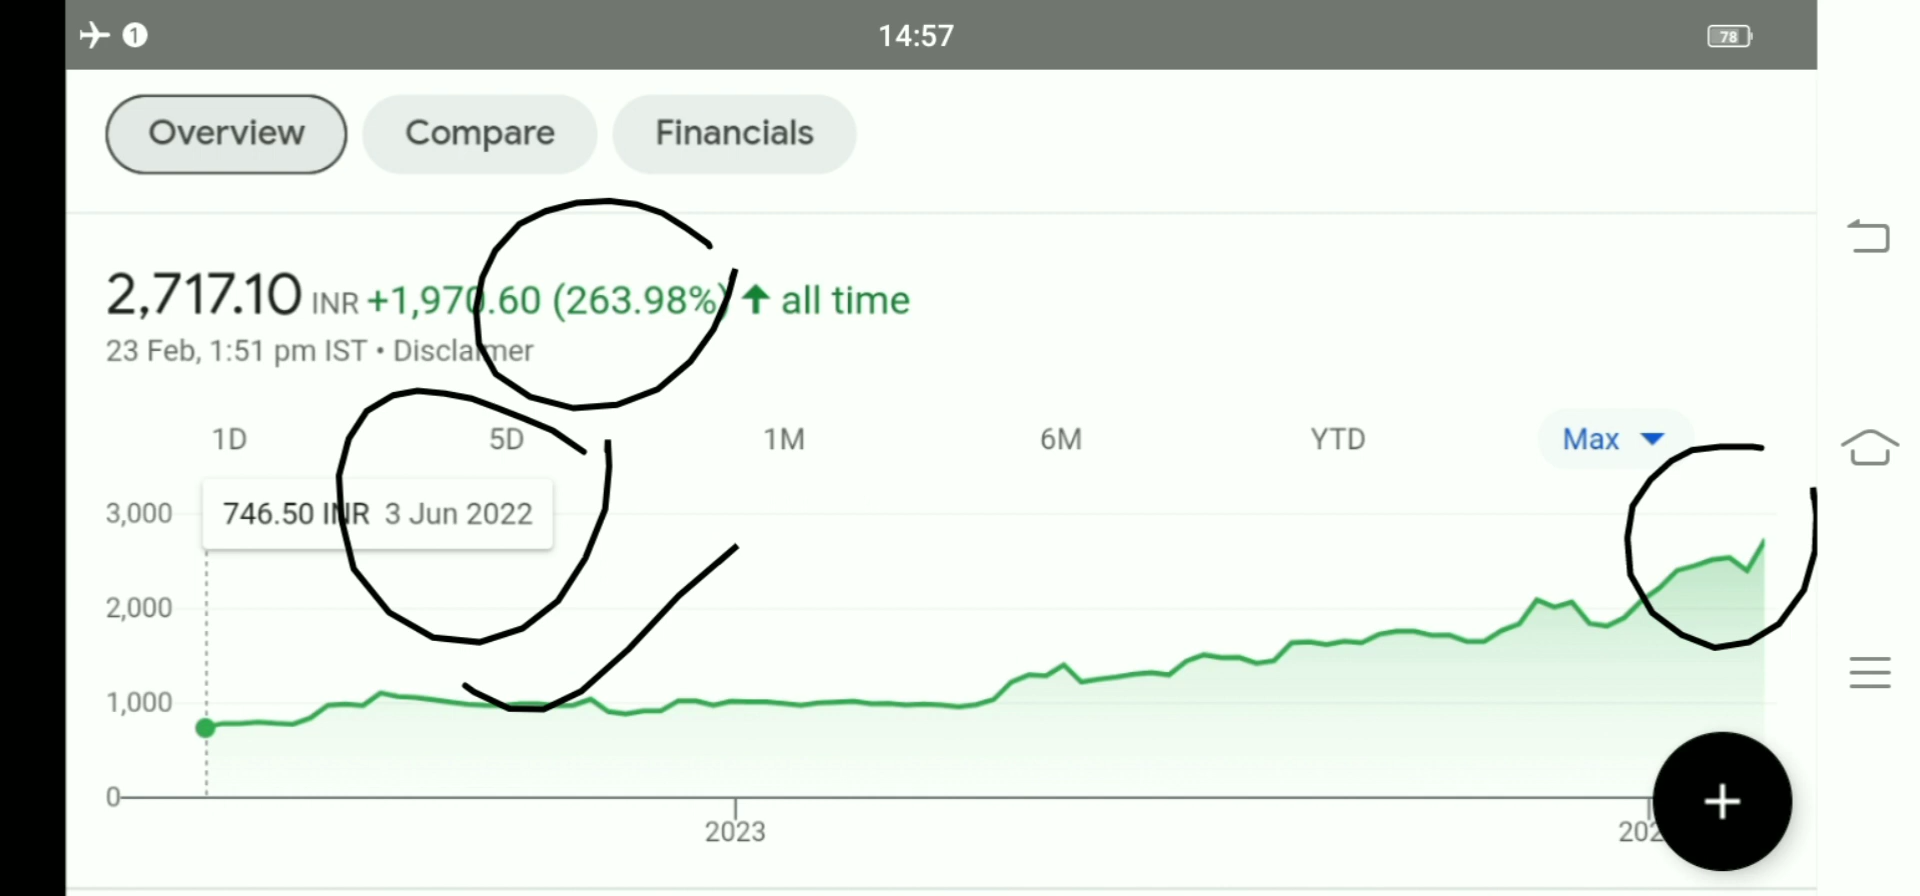 1 14:57 78
Overview Compare Financials
2,717.10 INR +1,970.60 (263.98%) ↑ all time
23 Feb, 1:51 pm IST • Disclaimer
1D 5D 1M 6M YTD Max
746.50 INR 3 Jun 2022
3,000
2,000
1,000
0
2023
+